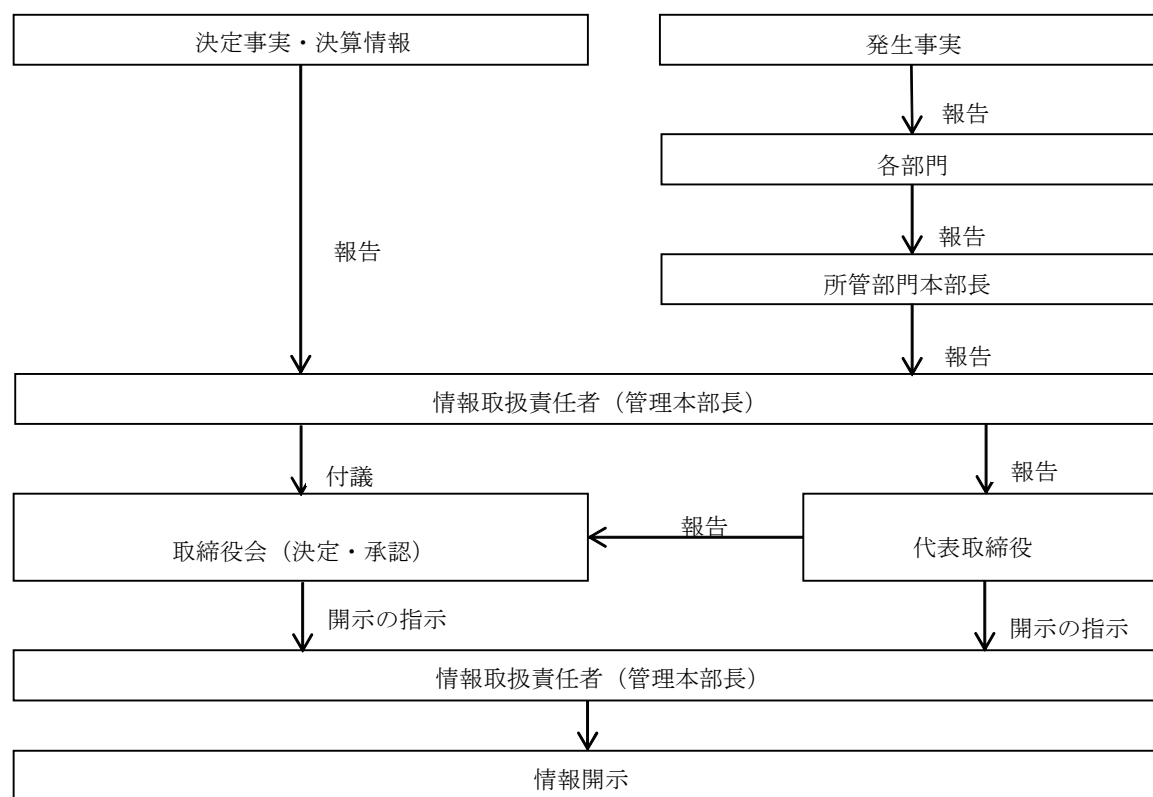 決定事実・決算情報
発生事実
報告
各部門
報告
報告
所管部門本部長
報告
情報取扱責任者（管理本部長）
付議
報告
取締役会（決定・承認）
報告
代表取締役
開示の指示
開示の指示
情報取扱責任者（管理本部長）
情報開示